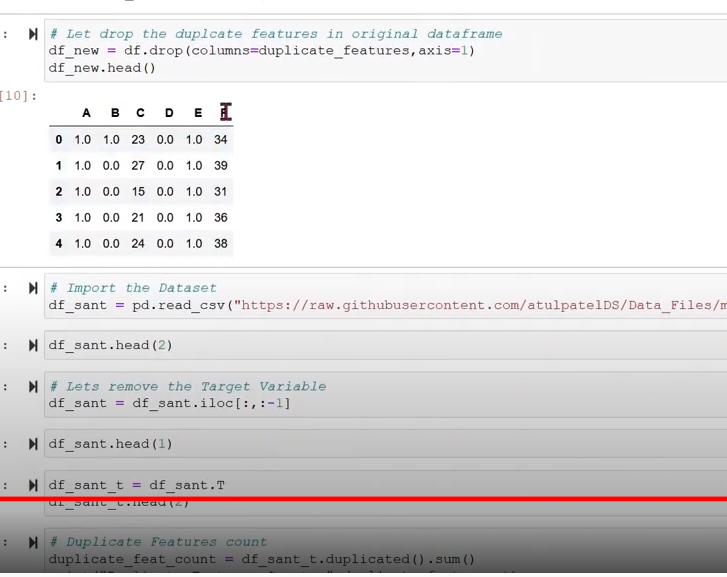 : # Let drop the duplcate features in original dataframe
df_new = df.drop(columns=duplicate_features,axis=1)
df_new.head()
[10]:
A B C D E
0 1.0 1.0 23 0.0 1.0 34
1 1.0 0.0 27 0.0 1.0 39
2 1.0 0.0 15 0.0 1.0 31
3 1.0 0.0 21 0.0 1.0 36
4 1.0 0.0 24 0.0 1.0 38
: # Import the Dataset
df_sant = pd.read_csv("https://raw.githubusercontent.com/atulpatelDS/Data_Files/m
: df_sant.head(2)
: # Lets remove the Target Variable
df_sant = df_sant.iloc[:,:-1]
: df_sant.head(1)
: df_sant_t = df_sant.T
df_sant_t.head(2)
: # Duplicate Features count
duplicate_feat_count = df_sant_t.duplicated().sum()